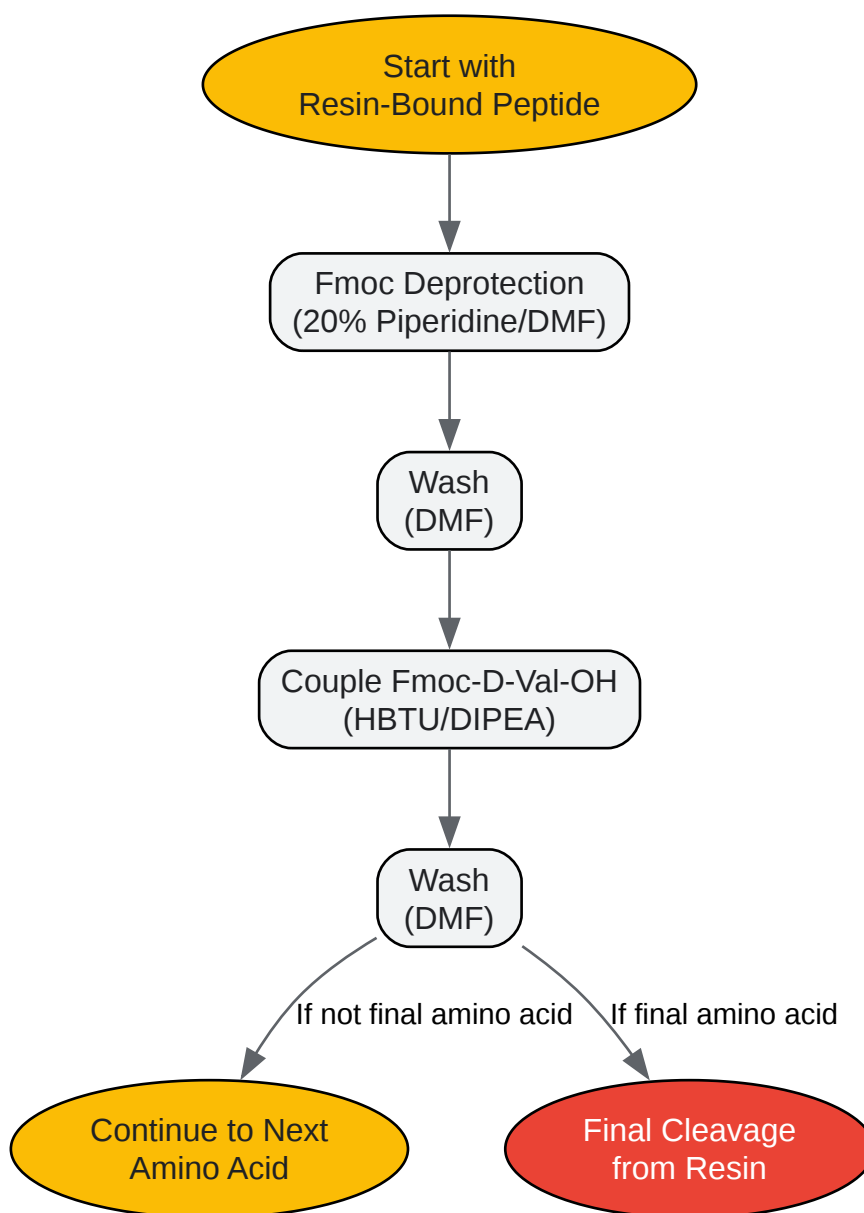 Start with
Resin-Bound Peptide
Fmoc Deprotection
(20% Piperidine/DMF)
Wash
(DMF)
Couple Fmoc-D-Val-OH
(HBTU/DIPEA)
Wash
(DMF)
If not final amino acid
If final amino acid
Continue to Next
Amino Acid
Final Cleavage
from Resin